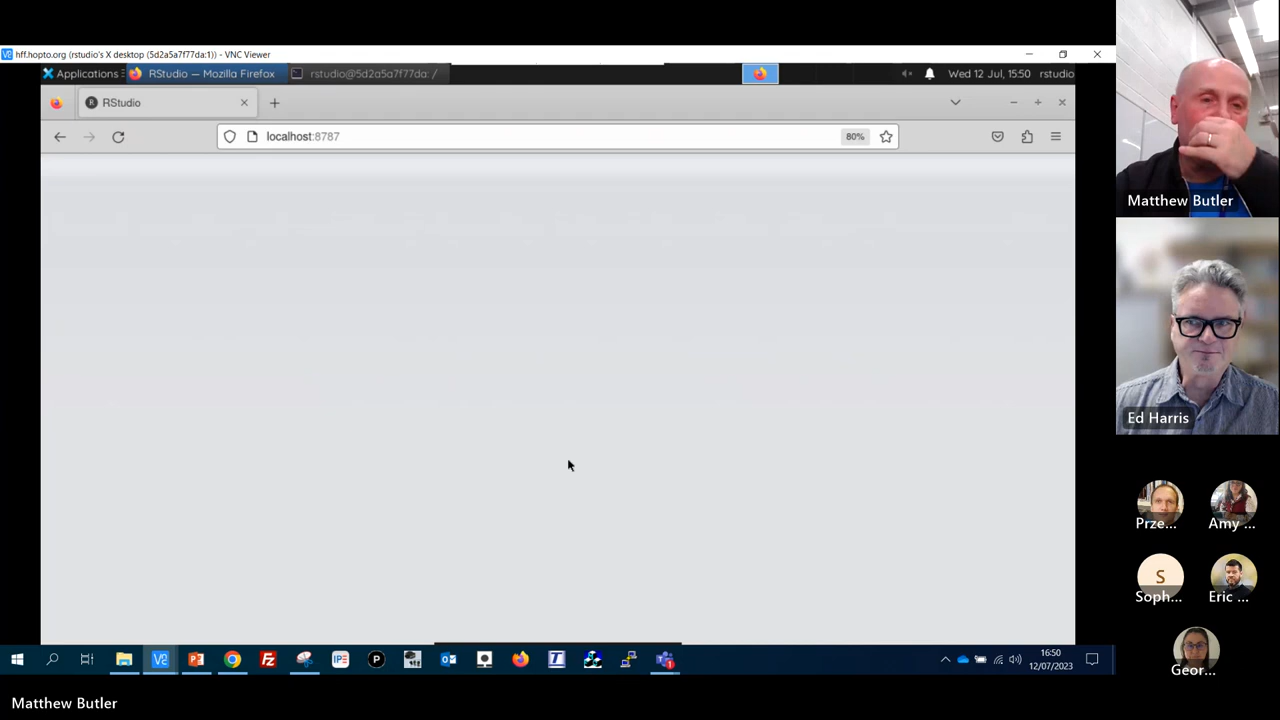 hff.hopto.org (rstudio's X desktop (5d2a5a7f77da:1)) - VNC Viewer
Applications
RStudio — Mozilla Firefox
rstudio@5d2a5a7f77da: /
Wed 12 Jul, 15:50
rstudio
RStudio
localhost:8787
80%
Matthew Butler
Ed Harris
Prze...
Amy ...
S
Soph...
Eric ...
Geor...
16:50
12/07/2023
Matthew Butler